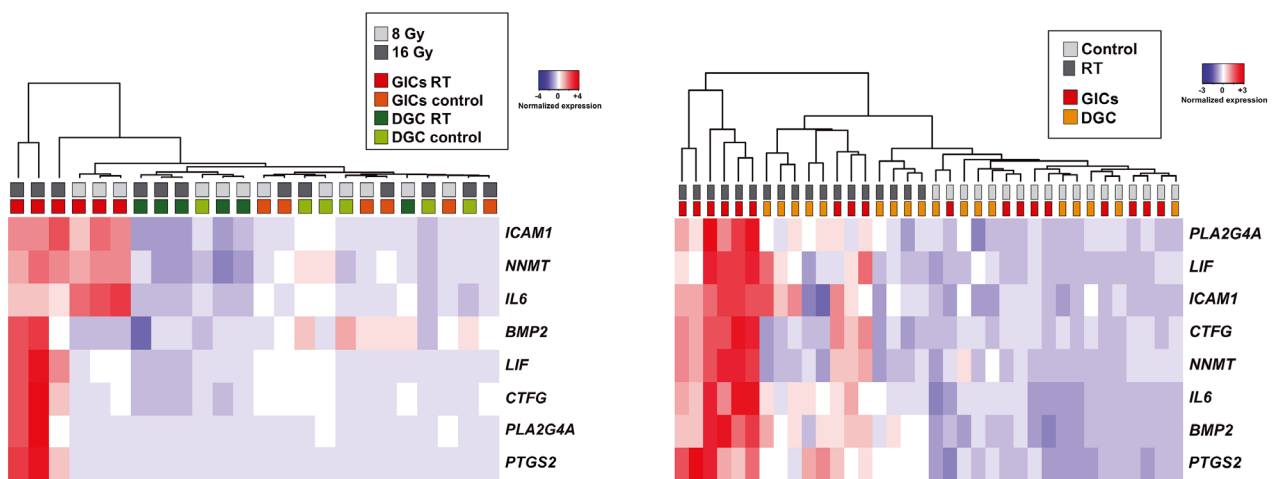 8 Gy
16 Gy
GICs RT
GICs control
DGC RT
DGC control
-4 0 +4
Normalized expression
ICAM1
NNMT
IL6
BMP2
LIF
CTFG
PLA2G4A
PTGS2
Control
RT
GICs
DGC
-3 0 +3
Normalized expression
PLA2G4A
LIF
ICAM1
CTFG
NNMT
IL6
BMP2
PTGS2